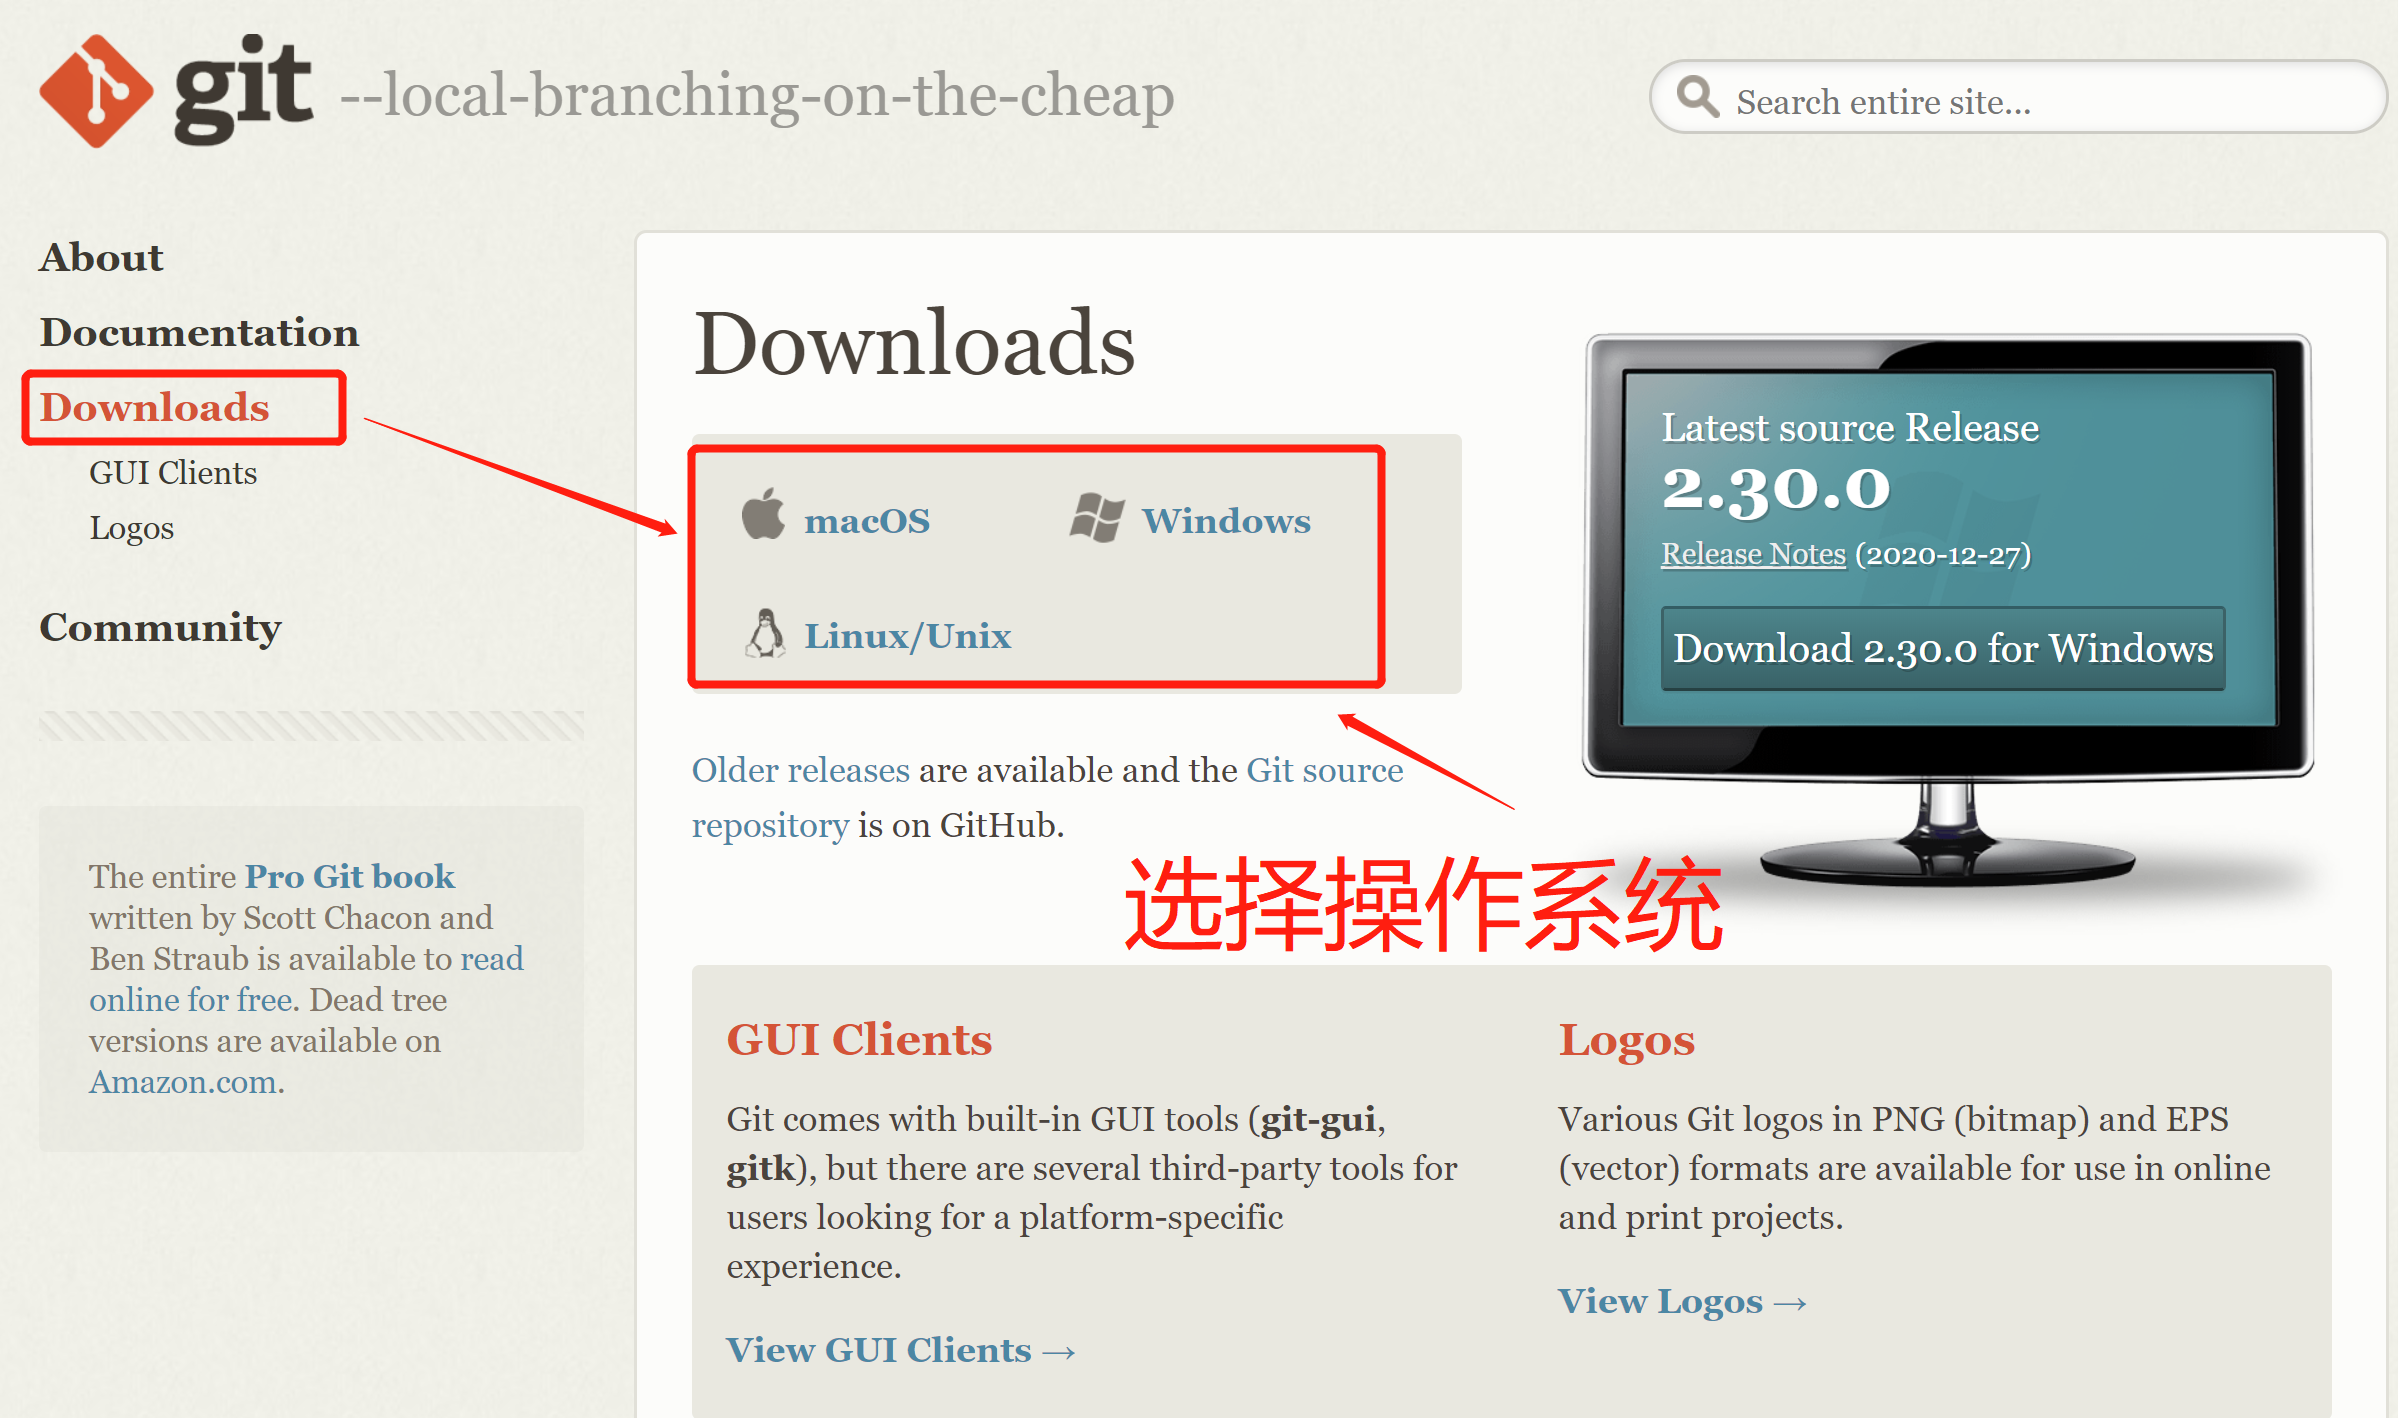 git --local-branching-on-the-cheap
Search entire site...
About
Documentation
Downloads
GUI Clients
Logos
Community
The entire Pro Git book
written by Scott Chacon and
Ben Straub is available to read
online for free. Dead tree
versions are available on
Amazon.com.
Downloads
macOS
Windows
Linux/Unix
Older releases are available and the Git source
repository is on GitHub.
Latest source Release
2.30.0
Release Notes (2020-12-27)
Download 2.30.0 for Windows
选择操作系统
GUI Clients
Git comes with built-in GUI tools (git-gui,
gitk), but there are several third-party tools for
users looking for a platform-specific
experience.
View GUI Clients →
Logos
Various Git logos in PNG (bitmap) and EPS
(vector) formats are available for use in online
and print projects.
View Logos →